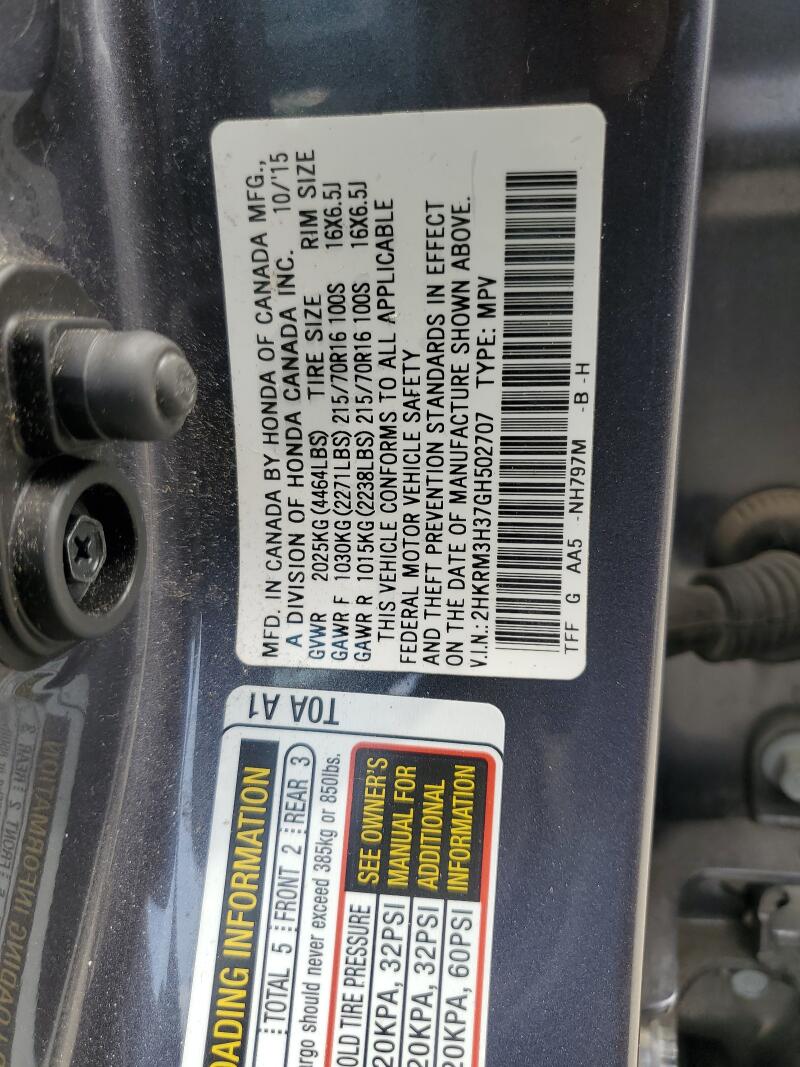 MFD. IN CANADA BY HONDA OF CANADA MFG.,
A DIVISION OF HONDA CANADA INC. 10/'15
GVWR 2025KG(4464LBS) TIRE SIZE RIM SIZE
GAWR F 1030KG(2271LBS) 215/70R16 100S 16X6.5J
GAWR R 1015KG(2238LBS) 215/70R16 100S 16X6.5J
THIS VEHICLE CONFORMS TO ALL APPLICABLE
FEDERAL MOTOR VEHICLE SAFETY
AND THEFT PREVENTION STANDARDS IN EFFECT
ON THE DATE OF MANUFACTURE SHOWN ABOVE.
V.I.N.: 2HKRM3H37GH502707 TYPE: MPV
TFF G AA5 -NH797M -B -H
T0A A1
OADING INFORMATION
TOTAL 5 FRONT 2 REAR 3
argo should never exceed 385kg or 850lbs.
OLD TIRE PRESSURE
20KPA, 32PSI
20KPA, 32PSI
20KPA, 60PSI
SEE OWNER'S
MANUAL FOR
ADDITIONAL
INFORMATION